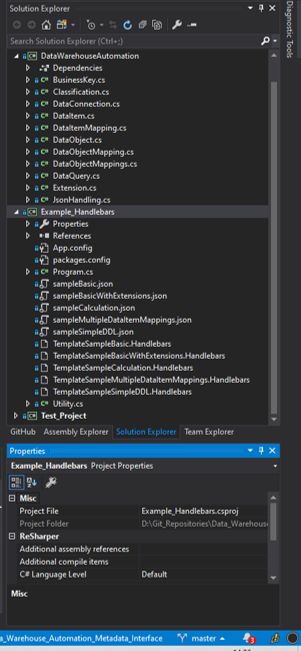 Solution Explorer
Diagnostic Tools
Search Solution Explorer (Ctrl+;)
DataWarehouseAutomation
Dependencies
BusinessKey.cs
Classification.cs
DataConnection.cs
DataItem.cs
DataItemMapping.cs
DataObject.cs
DataObjectMapping.cs
DataObjectMappings.cs
DataQuery.cs
Extension.cs
JsonHandling.cs
Example_Handlebars
Properties
References
App.config
packages.config
Program.cs
sampleBasic.json
sampleBasicWithExtensions.json
sampleCalculation.json
sampleMultipleDataItemMappings.json
sampleSimpleDDL.json
TemplateSampleBasic.Handlebars
TemplateSampleBasicWithExtensions.Handlebars
TemplateSampleCalculation.Handlebars
TemplateSampleMultipleDataItemMappings.Handlebars
TemplateSampleSimpleDDL.Handlebars
Utility.cs
Test_Project
GitHub Assembly Explorer Solution Explorer Team Explorer
Properties
Example_Handlebars Project Properties
Misc
Project File Example_Handlebars.csproj
Project Folder D:\Git_Repositories\Data_Warehouse
ReSharper
Additional assembly references
Additional compile items
C# Language Level Default
Misc
a_Warehouse_Automation_Metadata_Interface master 3